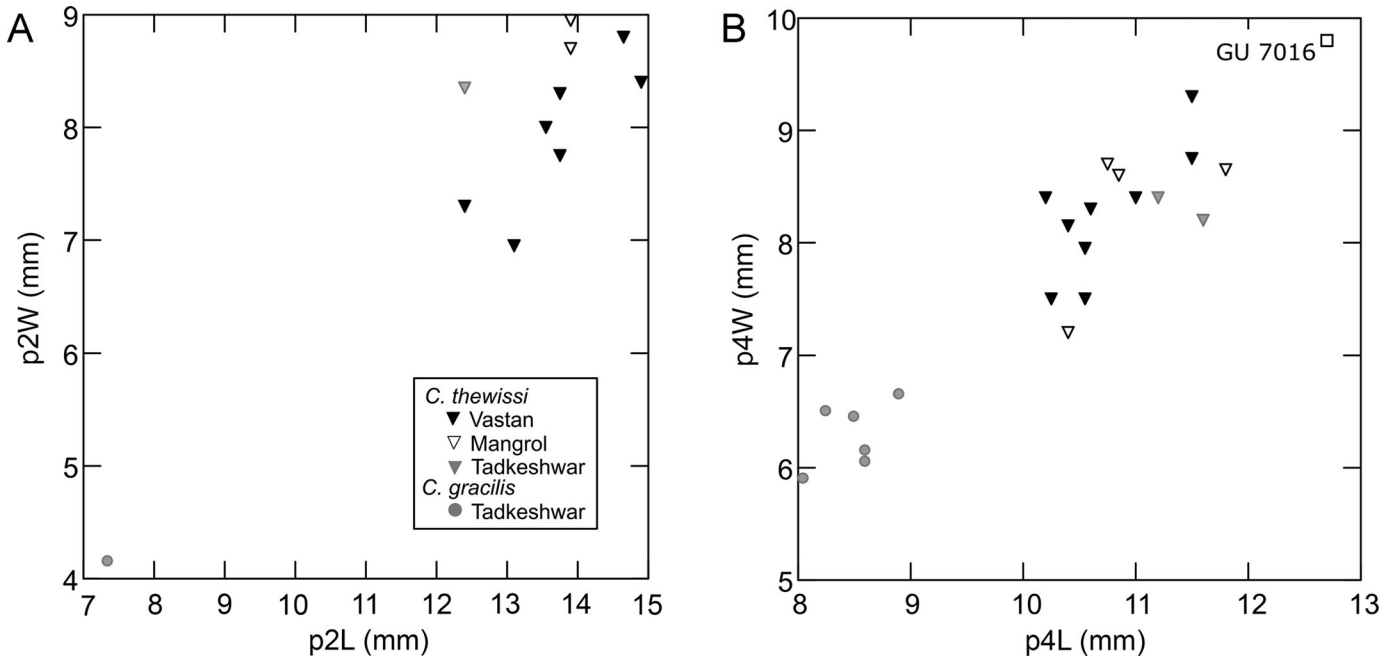 A
9
8
7
6
5
4
p2W (mm)
7 8 9 10 11 12 13 14 15
p2L (mm)
C. thewissi
Vastan
Mangrol
Tadkeshwar
C. gracilis
Tadkeshwar
B
10
9
8
7
6
5
p4W (mm)
8 9 10 11 12 13
p4L (mm)
GU 7016